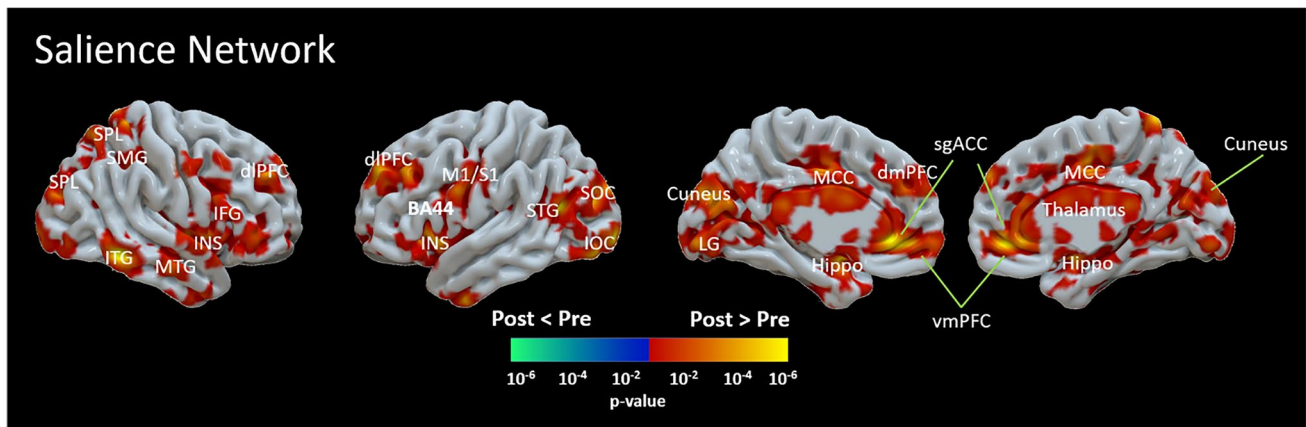 Salience Network
SPL
SMG
SPL
dlPFC
IFG
INS
ITG
MTG
dlPFC
M1/S1
BA44
INS
STG
SOC
IOC
Cuneus
LG
MCC
dmPFC
Hippo
sgACC
vmPFC
MCC
Thalamus
Hippo
Cuneus
Post < Pre Post > Pre
10-6 10-4 10-2 10-2 10-4 10-6
p-value